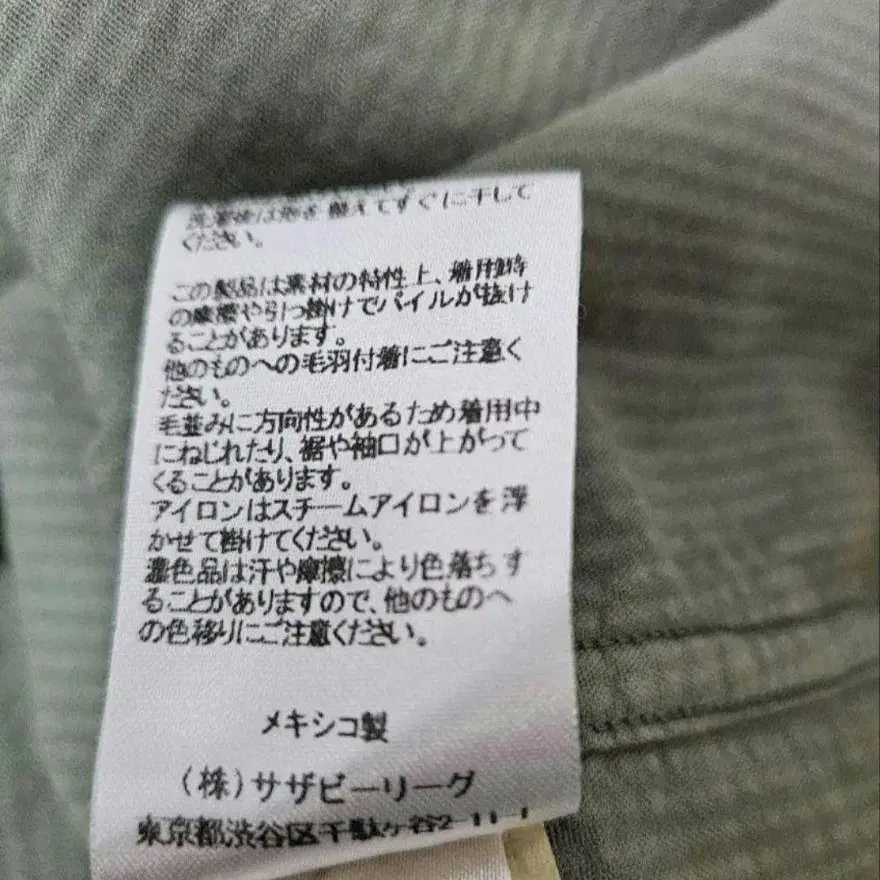 洗濯後は形を整えてすぐに干して
ください。
この製品は素材の特性上、着用時
の摩擦や引っ掛けでパイルが抜け
ることがあります。
他のものへの毛羽付着にご注意く
ださい。
毛並みに方向性があるため着用中
にねじれたり、裾や袖口が上がって
くることがあります。
アイロンはスチームアイロンを浮
かせて掛けてください。
濃色品は汗や摩擦により色落ちす
ることがありますので、他のものへ
の色移りにご注意ください。
メキシコ製
(株)サザビーリーグ
東京都渋谷区千駄ヶ谷2-11-1